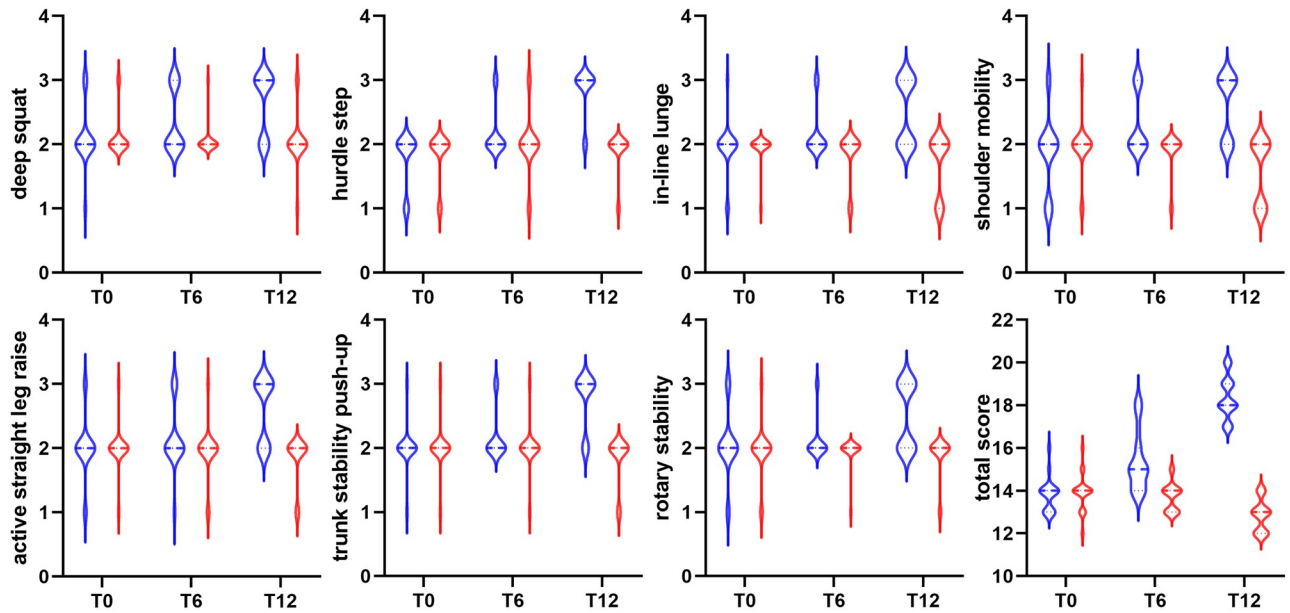 deep squat
4
3
2
1
0
T0 T6 T12
hurdle step
4
3
2
1
0
T0 T6 T12
in-line lunge
4
3
2
1
0
T0 T6 T12
shoulder mobility
4
3
2
1
0
T0 T6 T12
active straight leg raise
4
3
2
1
0
T0 T6 T12
trunk stability push-up
4
3
2
1
0
T0 T6 T12
rotary stability
4
3
2
1
0
T0 T6 T12
total score
22
20
18
16
14
12
10
T0 T6 T12